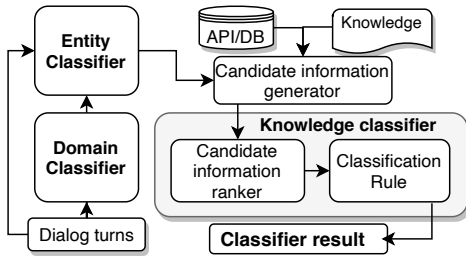 Entity
Classifier
Domain
Classifier
Dialog turns
API/DB
Knowledge
Candidate information
generator
Knowledge classifier
Candidate
information
ranker
Classification
Rule
Classifier result